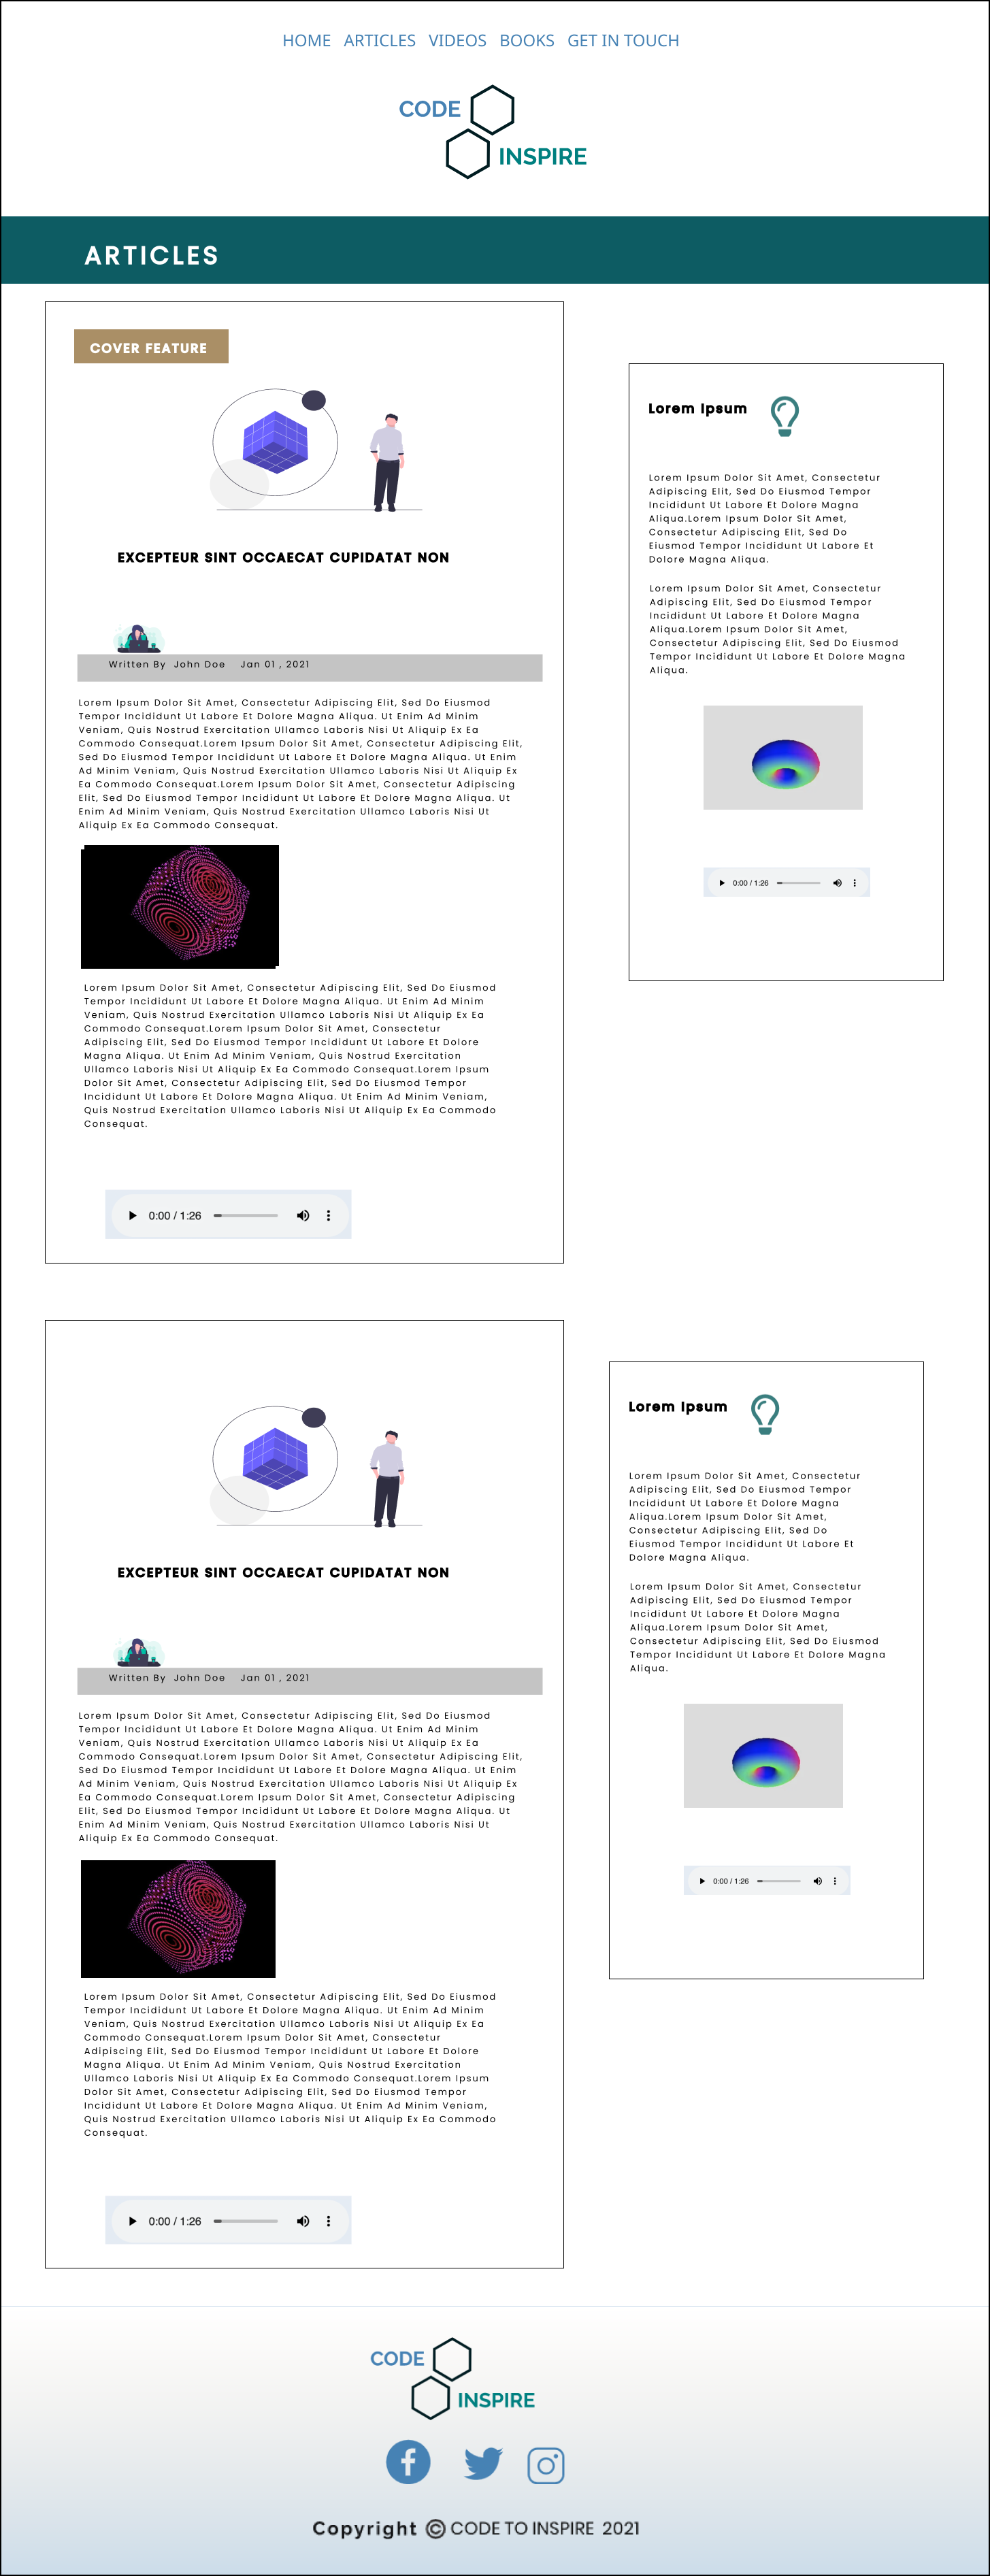 HOME ARTICLES VIDEOS BOOKS GET IN TOUCH
CODE
INSPIRE
ARTICLES
COVER FEATURE
EXCEPTEUR SINT OCCAECAT CUPIDATAT NON
Written By John Doe Jan 01 , 2021
Lorem Ipsum Dolor Sit Amet, Consectetur Adipiscing Elit, Sed Do Eiusmod
Tempor Incididunt Ut Labore Et Dolore Magna Aliqua. Ut Enim Ad Minim
Veniam, Quis Nostrud Exercitation Ullamco Laboris Nisi Ut Aliquip Ex Ea
Commodo Consequat.Lorem Ipsum Dolor Sit Amet, Consectetur Adipiscing Elit,
Sed Do Eiusmod Tempor Incididunt Ut Labore Et Dolore Magna Aliqua. Ut Enim
Ad Minim Veniam, Quis Nostrud Exercitation Ullamco Laboris Nisi Ut Aliquip Ex
Ea Commodo Consequat.Lorem Ipsum Dolor Sit Amet, Consectetur Adipiscing
Elit, Sed Do Eiusmod Tempor Incididunt Ut Labore Et Dolore Magna Aliqua. Ut
Enim Ad Minim Veniam, Quis Nostrud Exercitation Ullamco Laboris Nisi Ut
Aliquip Ex Ea Commodo Consequat.
Lorem Ipsum Dolor Sit Amet, Consectetur Adipiscing Elit, Sed Do Eiusmod
Tempor Incididunt Ut Labore Et Dolore Magna Aliqua. Ut Enim Ad Minim
Veniam, Quis Nostrud Exercitation Ullamco Laboris Nisi Ut Aliquip Ex Ea
Commodo Consequat.Lorem Ipsum Dolor Sit Amet, Consectetur
Adipiscing Elit, Sed Do Eiusmod Tempor Incididunt Ut Labore Et Dolore
Magna Aliqua. Ut Enim Ad Minim Veniam, Quis Nostrud Exercitation
Ullamco Laboris Nisi Ut Aliquip Ex Ea Commodo Consequat.Lorem Ipsum
Dolor Sit Amet, Consectetur Adipiscing Elit, Sed Do Eiusmod Tempor
Incididunt Ut Labore Et Dolore Magna Aliqua. Ut Enim Ad Minim Veniam,
Quis Nostrud Exercitation Ullamco Laboris Nisi Ut Aliquip Ex Ea Commodo
Consequat.
0:00 / 1:26
Lorem Ipsum
Lorem Ipsum Dolor Sit Amet, Consectetur
Adipiscing Elit, Sed Do Eiusmod Tempor
Incididunt Ut Labore Et Dolore Magna
Aliqua.Lorem Ipsum Dolor Sit Amet,
Consectetur Adipiscing Elit, Sed Do
Eiusmod Tempor Incididunt Ut Labore Et
Dolore Magna Aliqua.
Lorem Ipsum Dolor Sit Amet, Consectetur
Adipiscing Elit, Sed Do Eiusmod Tempor
Incididunt Ut Labore Et Dolore Magna
Aliqua.Lorem Ipsum Dolor Sit Amet,
Consectetur Adipiscing Elit, Sed Do Eiusmod
Tempor Incididunt Ut Labore Et Dolore Magna
Aliqua.
0:00 / 1:26
EXCEPTEUR SINT OCCAECAT CUPIDATAT NON
Written By John Doe Jan 01 , 2021
Lorem Ipsum Dolor Sit Amet, Consectetur Adipiscing Elit, Sed Do Eiusmod
Tempor Incididunt Ut Labore Et Dolore Magna Aliqua. Ut Enim Ad Minim
Veniam, Quis Nostrud Exercitation Ullamco Laboris Nisi Ut Aliquip Ex Ea
Commodo Consequat.Lorem Ipsum Dolor Sit Amet, Consectetur Adipiscing Elit,
Sed Do Eiusmod Tempor Incididunt Ut Labore Et Dolore Magna Aliqua. Ut Enim
Ad Minim Veniam, Quis Nostrud Exercitation Ullamco Laboris Nisi Ut Aliquip Ex
Ea Commodo Consequat.Lorem Ipsum Dolor Sit Amet, Consectetur Adipiscing
Elit, Sed Do Eiusmod Tempor Incididunt Ut Labore Et Dolore Magna Aliqua. Ut
Enim Ad Minim Veniam, Quis Nostrud Exercitation Ullamco Laboris Nisi Ut
Aliquip Ex Ea Commodo Consequat.
Lorem Ipsum Dolor Sit Amet, Consectetur Adipiscing Elit, Sed Do Eiusmod
Tempor Incididunt Ut Labore Et Dolore Magna Aliqua. Ut Enim Ad Minim
Veniam, Quis Nostrud Exercitation Ullamco Laboris Nisi Ut Aliquip Ex Ea
Commodo Consequat.Lorem Ipsum Dolor Sit Amet, Consectetur
Adipiscing Elit, Sed Do Eiusmod Tempor Incididunt Ut Labore Et Dolore
Magna Aliqua. Ut Enim Ad Minim Veniam, Quis Nostrud Exercitation
Ullamco Laboris Nisi Ut Aliquip Ex Ea Commodo Consequat.Lorem Ipsum
Dolor Sit Amet, Consectetur Adipiscing Elit, Sed Do Eiusmod Tempor
Incididunt Ut Labore Et Dolore Magna Aliqua. Ut Enim Ad Minim Veniam,
Quis Nostrud Exercitation Ullamco Laboris Nisi Ut Aliquip Ex Ea Commodo
Consequat.
0:00 / 1:26
Lorem Ipsum
Lorem Ipsum Dolor Sit Amet, Consectetur
Adipiscing Elit, Sed Do Eiusmod Tempor
Incididunt Ut Labore Et Dolore Magna
Aliqua.Lorem Ipsum Dolor Sit Amet,
Consectetur Adipiscing Elit, Sed Do
Eiusmod Tempor Incididunt Ut Labore Et
Dolore Magna Aliqua.
Lorem Ipsum Dolor Sit Amet, Consectetur
Adipiscing Elit, Sed Do Eiusmod Tempor
Incididunt Ut Labore Et Dolore Magna
Aliqua.Lorem Ipsum Dolor Sit Amet,
Consectetur Adipiscing Elit, Sed Do Eiusmod
Tempor Incididunt Ut Labore Et Dolore Magna
Aliqua.
0:00 / 1:26
CODE
INSPIRE
Copyright © CODE TO INSPIRE 2021